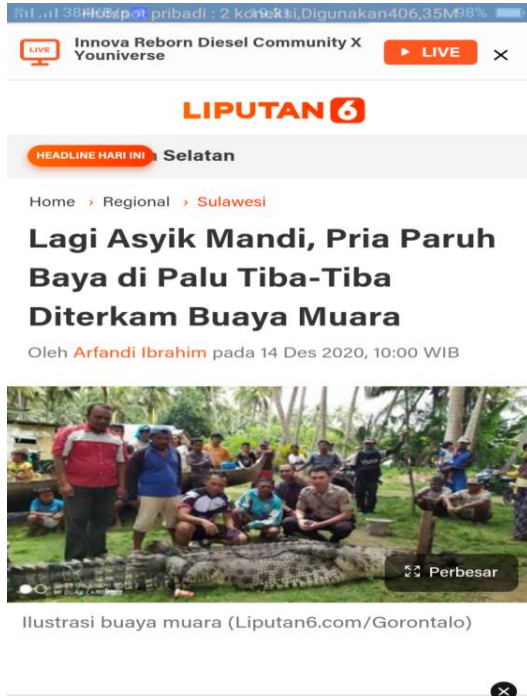 Hotspot pribadi : 2 koneksi,Digunakan406,35M
98%
LIVE
Innova Reborn Diesel Community X
Youniverse
LIVE
LIPUTAN 6
HEADLINE HARI INI
Selatan
Home › Regional › Sulawesi
Lagi Asyik Mandi, Pria Paruh
Baya di Palu Tiba-Tiba
Diterkam Buaya Muara
Oleh Arfandi Ibrahim pada 14 Des 2020, 10:00 WIB
Perbesar
Ilustrasi buaya muara (Liputan6.com/Gorontalo)